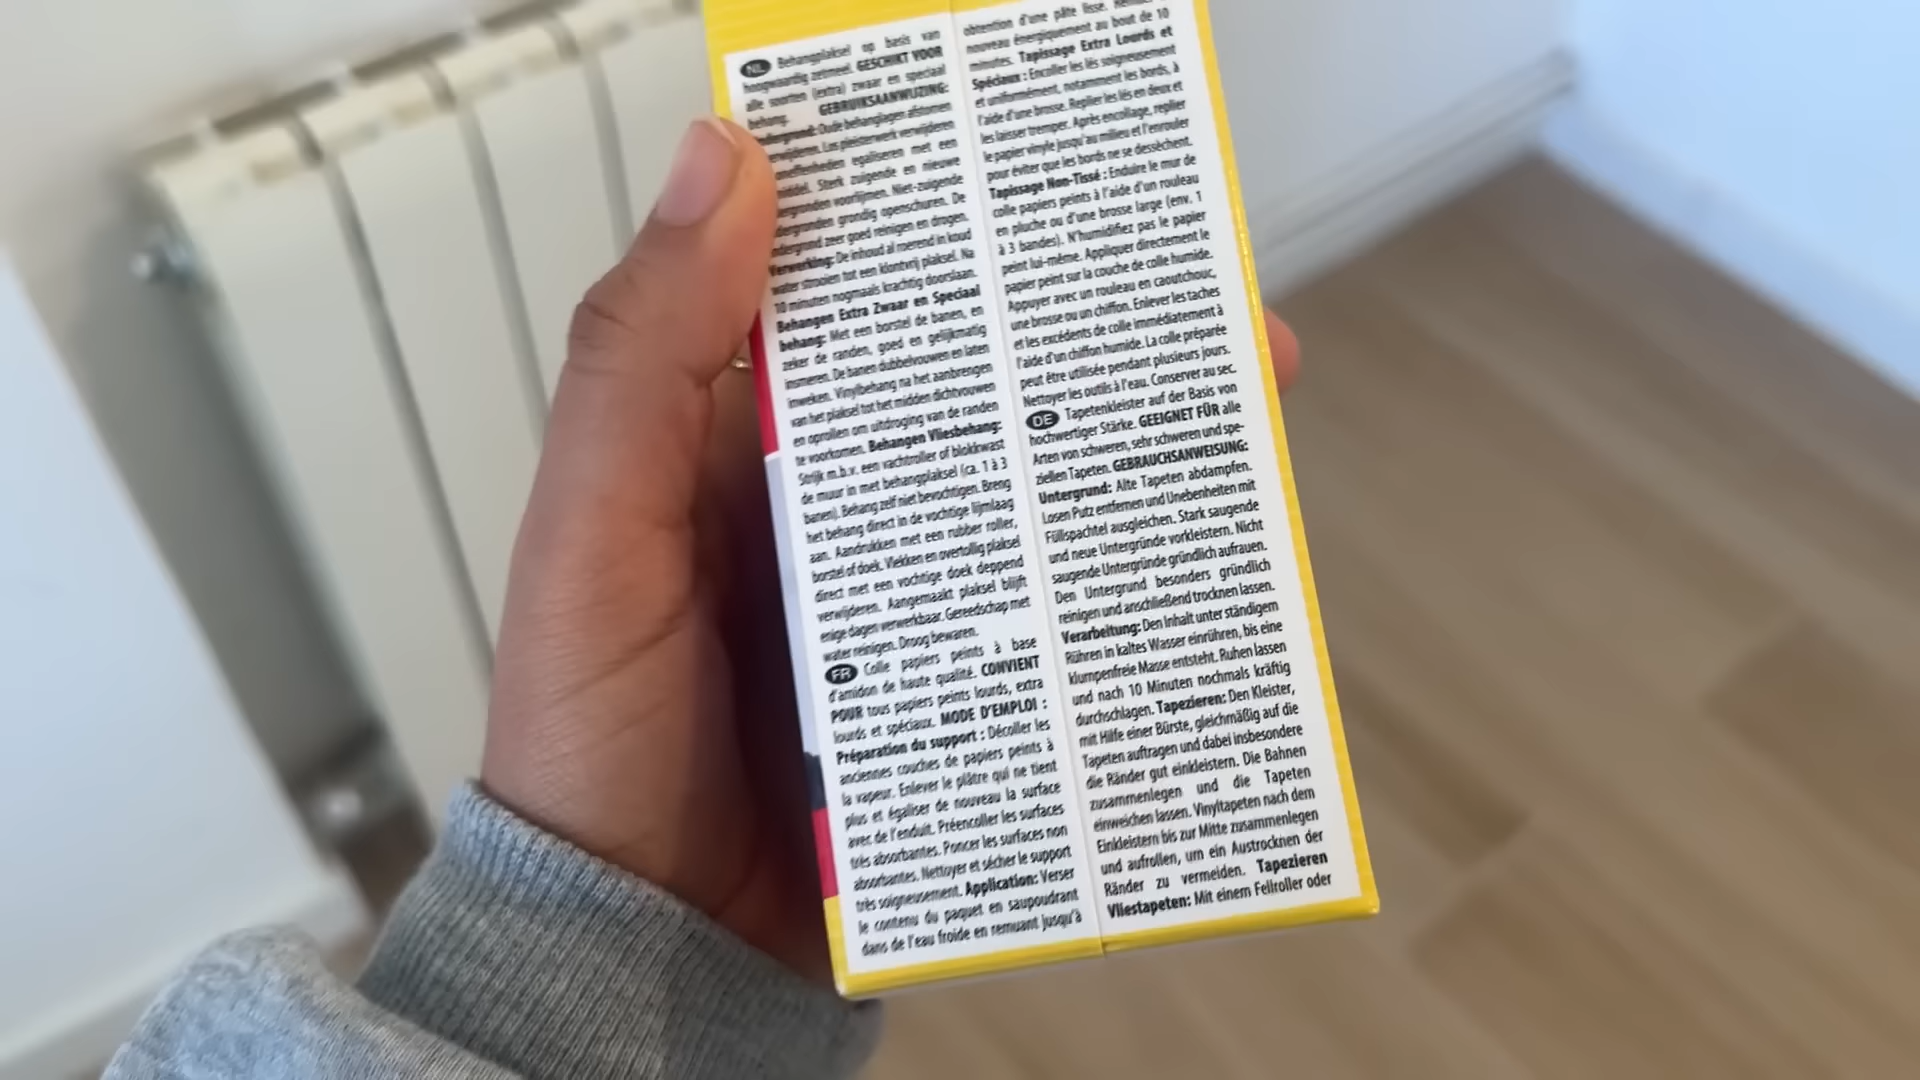 NL Behangplaksel op basis van
hoogwaardig zetmeel. GESCHIKT VOOR
alle soorten (extra) zwaar en speciaal
behang. GEBRUIKSAANWIJZING:
Oude behanglagen afstomen
Los pleisterwerk verwijderen
egaliseren met een
Sterk zuigende en nieuwe
voorlijmen. Niet-zuigende
grondig openschuren. De
zeer goed reinigen en drogen.
Verwerking: De inhoud al roerend in koud
water strooien tot een klontvrij plaksel. Na
10 minuten nogmaals krachtig doorslaan.
Behangen Extra Zwaar en Speciaal
behang: Met een borstel de banen, en
zeker de randen, goed en gelijkmatig
insmeren. De banen dubbelvouwen en laten
inweken. Vinylbehang na het aanbrengen
van het plaksel tot het midden dichtvouwen
en oprollen om uitdroging van de randen
te voorkomen. Behangen Vliesbehang:
Strijk m.b.v. een vachtroller of blokkwast
de muur in met behangplaksel (ca. 1 à 3
banen). Behang zelf niet bevochtigen. Breng
het behang direct in de vochtige lijmlaag
aan. Aandrukken met een rubber roller,
borstel of doek. Vlekken en overtollig plaksel
direct met een vochtige doek deppend
verwijderen. Aangemaakt plaksel blijft
enige dagen verwerkbaar. Gereedschap met
water reinigen. Droog bewaren.
FR Colle papiers peints à base
d'amidon de haute qualité. CONVIENT
POUR tous papiers peints lourds, extra
lourds et spéciaux. MODE D'EMPLOI :
Préparation du support : Décoller les
anciennes couches de papiers peints à
la vapeur. Enlever le plâtre qui ne tient
plus et égaliser de nouveau la surface
avec de l'enduit. Préencoller les surfaces
très absorbantes. Poncer les surfaces non
absorbantes. Nettoyer et sécher le support
très soigneusement. Application: Verser
le contenu du paquet en saupoudrant
dans de l'eau froide en remuant jusqu'à
obtention d'une pâte lisse.
nouveau énergiquement au bout de 10
minutes. Tapissage Extra Lourds et
Spéciaux : Encoller les lés soigneusement
et uniformément, notamment les bords, à
l'aide d'une brosse. Replier les lés en deux et
les laisser tremper. Après encollage, replier
le papier vinyle jusqu'au milieu et l'enrouler
pour éviter que les bords ne se dessèchent.
Tapissage Non-Tissé : Enduire le mur de
colle papiers peints à l'aide d'un rouleau
en pluche ou d'une brosse large (env. 1
à 3 bandes). N'humidifiez pas le papier
peint lui-même. Appliquer directement le
papier peint sur la couche de colle humide.
Appuyer avec un rouleau en caoutchouc,
une brosse ou un chiffon. Enlever les taches
et les excédents de colle immédiatement à
l'aide d'un chiffon humide. La colle préparée
peut être utilisée pendant plusieurs jours.
Nettoyer les outils à l'eau. Conserver au sec.
DE Tapetenkleister auf der Basis von
hochwertiger Stärke. GEEIGNET FÜR alle
Arten von schweren, sehr schweren und spe-
ziellen Tapeten. GEBRAUCHSANWEISUNG:
Untergrund: Alte Tapeten abdampfen.
Losen Putz entfernen und Unebenheiten mit
Füllspachtel ausgleichen. Stark saugende
und neue Untergründe vorkleistern. Nicht
saugende Untergründe gründlich aufrauen.
Den Untergrund besonders gründlich
reinigen und anschließend trocknen lassen.
Verarbeitung: Den Inhalt unter ständigem
Rühren in kaltes Wasser einrühren, bis eine
klumpenfreie Masse entsteht. Ruhen lassen
und nach 10 Minuten nochmals kräftig
durchschlagen. Tapezieren: Den Kleister,
mit Hilfe einer Bürste, gleichmäßig auf die
Tapeten auftragen und dabei insbesondere
die Ränder gut einkleistern. Die Bahnen
zusammenlegen und die Tapeten
einweichen lassen. Vinyltapeten nach dem
Einkleistern bis zur Mitte zusammenlegen
und aufrollen, um ein Austrocknen der
Ränder zu vermeiden. Tapezieren
Vliestapeten: Mit einem Fellroller oder